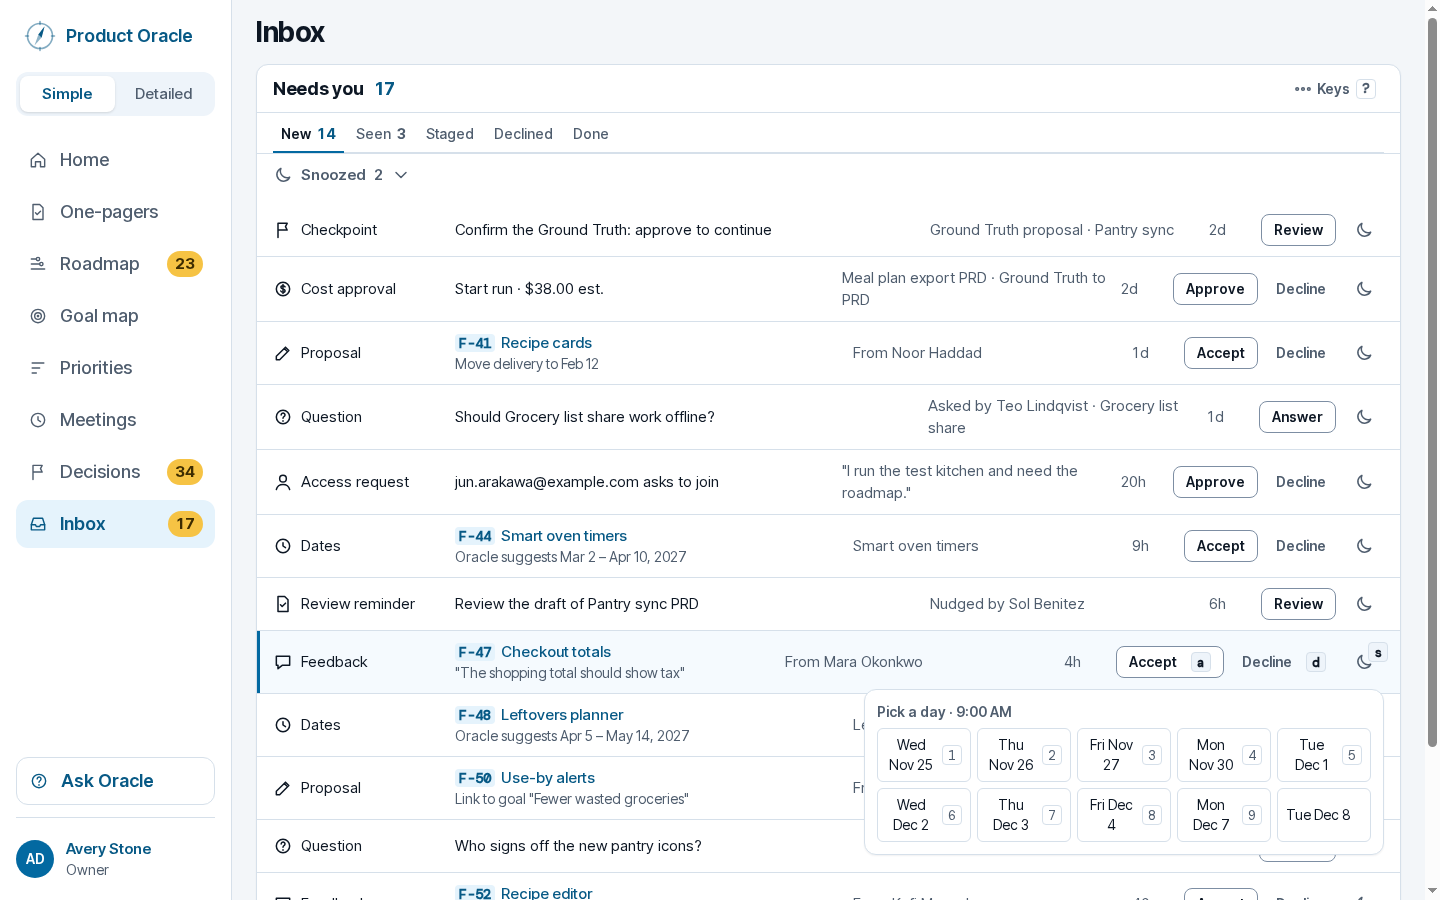 Product Oracle
Simple
Detailed
Home
One-pagers
Roadmap 23
Goal map
Priorities
Meetings
Decisions 34
Inbox 17
Ask Oracle
AD
Avery Stone
Owner
Inbox
Needs you 17
Keys ?
New 14
Seen 3
Staged
Declined
Done
Snoozed 2
Checkpoint
Confirm the Ground Truth: approve to continue
Ground Truth proposal · Pantry sync
2d
Review
Cost approval
Start run · $38.00 est.
Meal plan export PRD · Ground Truth to
PRD
2d
Approve
Decline
Proposal
F-41 Recipe cards
Move delivery to Feb 12
From Noor Haddad
1d
Accept
Decline
Question
Should Grocery list share work offline?
Asked by Teo Lindqvist · Grocery list
share
1d
Answer
Access request
jun.arakawa@example.com asks to join
"I run the test kitchen and need the
roadmap."
20h
Approve
Decline
Dates
F-44 Smart oven timers
Oracle suggests Mar 2 – Apr 10, 2027
Smart oven timers
9h
Accept
Decline
Review reminder
Review the draft of Pantry sync PRD
Nudged by Sol Benitez
6h
Review
Feedback
F-47 Checkout totals
"The shopping total should show tax"
From Mara Okonkwo
4h
Accept a
Decline d
s
Dates
F-48 Leftovers planner
Oracle suggests Apr 5 – May 14, 2027
Proposal
F-50 Use-by alerts
Link to goal "Fewer wasted groceries"
Question
Who signs off the new pantry icons?
F-52 Recipe editor
Pick a day · 9:00 AM
Wed
Nov 25
1
Thu
Nov 26
2
Fri Nov
27
3
Mon
Nov 30
4
Tue
Dec 1
5
Wed
Dec 2
6
Thu
Dec 3
7
Fri Dec
4
8
Mon
Dec 7
9
Tue Dec 8